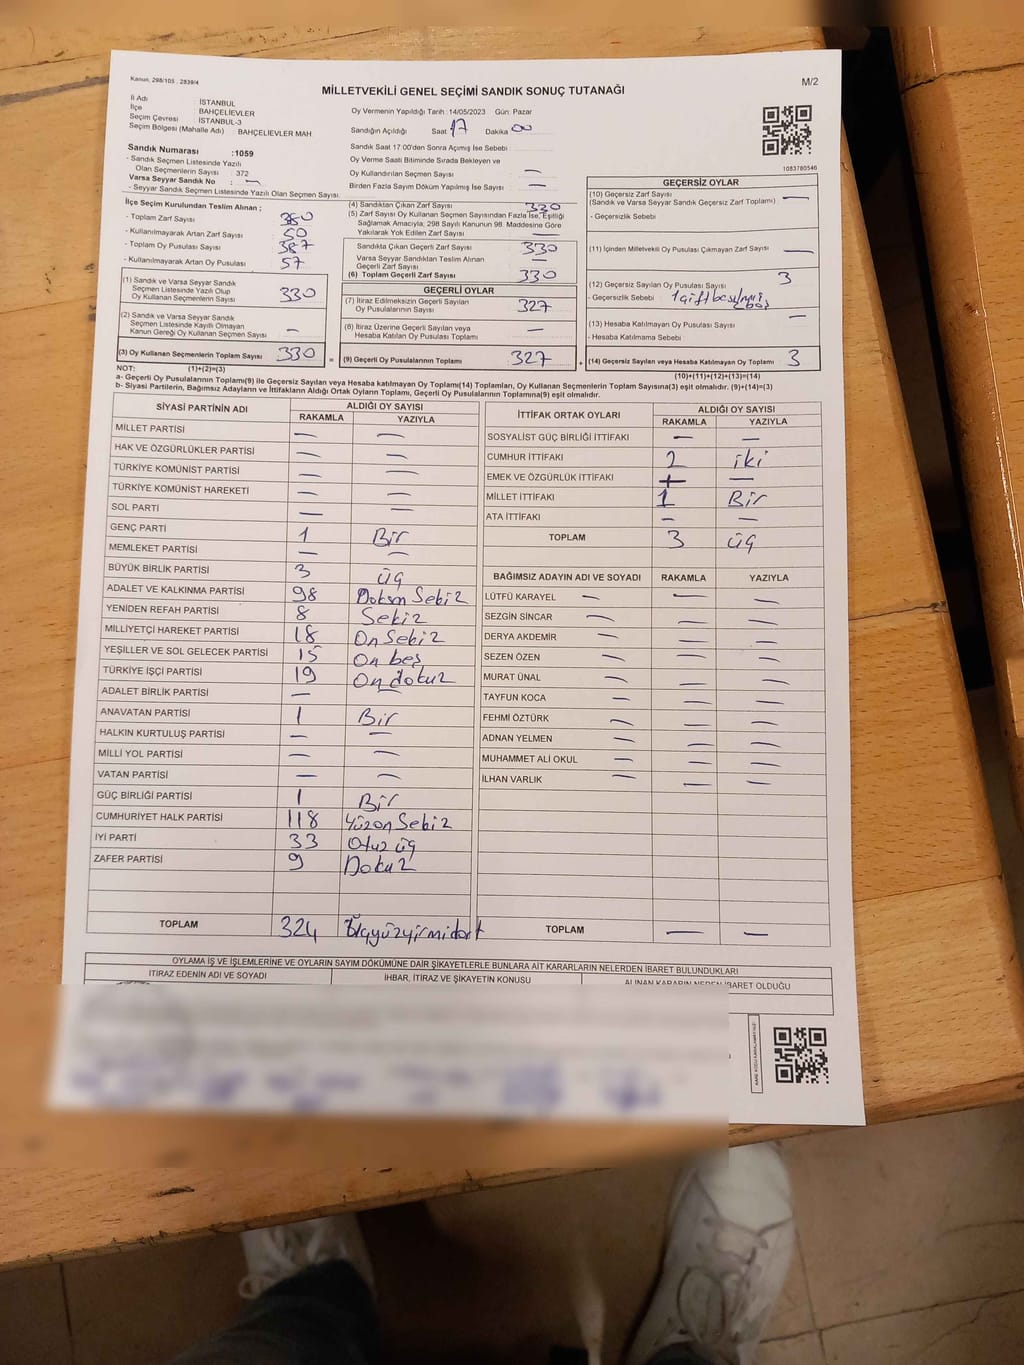 Kanun, 298/105 . 2839/4
M/2
MİLLETVEKİLİ GENEL SEÇİMİ SANDIK SONUÇ TUTANAĞI
İl Adı : İSTANBUL
İlçe : BAHÇELİEVLER
Seçim Çevresi : İSTANBUL-3
Seçim Bölgesi (Mahalle Adı) : BAHÇELİEVLER MAH
Oy Vermenin Yapıldığı Tarih :14/05/2023 Gün: Pazar
Sandığın Açıldığı Saat 17 Dakika 00
Sandık Saat 17:00'den Sonra Açımış İse Sebebi
Oy Verme Saati Bitiminde Sırada Bekleyen ve
Oy Kullandırılan Seçmen Sayısı —
Birden Fazla Sayım Döküm Yapılmış İse Sayısı —
1083780546
Sandık Numarası :1059
- Sandık Seçmen Listesinde Yazılı
Olan Seçmenlerin Sayısı : 372
Varsa Seyyar Sandık No : —
- Seyyar Sandık Seçmen Listesinde Yazılı Olan Seçmen Sayısı
İlçe Seçim Kurulundan Teslim Alınan ;
- Toplam Zarf Sayısı 380
- Kullanılmayarak Artan Zarf Sayısı 50
- Toplam Oy Pusulası Sayısı 387
- Kullanılmayarak Artan Oy Pusulası 57
(1) Sandık ve Varsa Seyyar Sandık
Seçmen Listesinde Yazılı Olup
Oy Kullanan Seçmenlerin Sayısı 330
(2) Sandık ve Varsa Seyyar Sandık
Seçmen Listesinde Kayıtlı Olmayan
Kanun Gereği Oy Kullanan Seçmen Sayısı —
(3) Oy Kullanan Seçmenlerin Toplam Sayısı 330
(4) Sandıktan Çıkan Zarf Sayısı 330
(5) Zarf Sayısı Oy Kullanan Seçmen Sayısından Fazla İse, Eşitliği
Sağlamak Amacıyla, 298 Sayılı Kanunun 98. Maddesine Göre
Yakılarak Yok Edilen Zarf Sayısı
Sandıkta Çıkan Geçerli Zarf Sayısı 330
Varsa Seyyar Sandıktan Teslim Alınan
Geçerli Zarf Sayısı —
(6) Toplam Geçerli Zarf Sayısı 330
GEÇERLİ OYLAR
(7) İtiraz Edilmeksizin Geçerli Sayılan
Oy Pusulalarının Sayısı 327
(8) İtiraz Üzerine Geçerli Sayılan veya
Hesaba Katılan Oy Pusulası Toplamı —
= (9) Geçerli Oy Pusulalarının Toplamı 327
GEÇERSİZ OYLAR
(10) Geçersiz Zarf Sayısı
(Sandık ve Varsa Seyyar Sandık Geçersiz Zarf Toplamı) —
- Geçersizlik Sebebi
(11) İçinden Milletvekili Oy Pusulası Çıkmayan Zarf Sayısı —
(12) Geçersiz Sayılan Oy Pusulası Sayısı 3
- Geçersizlik Sebebi :
(13) Hesaba Katılmayan Oy Pusulası Sayısı —
- Hesaba Katılmama Sebebi :
+ (14) Geçersiz Sayılan veya Hesaba Katılmayan Oy Toplamı 3
NOT: (1)+(2)=(3) (10)+(11)+(12)+(13)=(14)
a- Geçerli Oy Pusulalarının Toplamı(9) ile Geçersiz Sayılan veya Hesaba katılmayan Oy Toplamı(14) Toplamları, Oy Kullanan Seçmenlerin Toplam Sayısına(3) eşit olmalıdır. (9)+(14)=(3)
b- Siyasi Partilerin, Bağımsız Adayların ve İttifakların Aldığı Ortak Oyların Toplamı, Geçerli Oy Pusulalarının Toplamına(9) eşit olmalıdır.
SİYASİ PARTİNİN ADI ALDIĞI OY SAYISI
RAKAMLA YAZIYLA
MİLLET PARTİSİ — —
HAK VE ÖZGÜRLÜKLER PARTİSİ — —
TÜRKİYE KOMÜNİST PARTİSİ — —
TÜRKİYE KOMÜNİST HAREKETİ — —
SOL PARTİ — —
GENÇ PARTİ 1 Bir
MEMLEKET PARTİSİ — —
BÜYÜK BİRLİK PARTİSİ 3 üç
ADALET VE KALKINMA PARTİSİ 98 Doksan Sekiz
YENİDEN REFAH PARTİSİ 8 Sekiz
MİLLİYETÇİ HAREKET PARTİSİ 18 On Sekiz
YEŞİLLER VE SOL GELECEK PARTİSİ 15 On beş
TÜRKİYE İŞÇİ PARTİSİ 19 On dokuz
ADALET BİRLİK PARTİSİ — —
ANAVATAN PARTİSİ 1 Bir
HALKIN KURTULUŞ PARTİSİ — —
MİLLİ YOL PARTİSİ — —
VATAN PARTİSİ — —
GÜÇ BİRLİĞİ PARTİSİ 1 Bir
CUMHURİYET HALK PARTİSİ 118 Yüzon Sekiz
İYİ PARTİ 33 Otuz üç
ZAFER PARTİSİ 9 Dokuz
TOPLAM 324 Üçyüzyirmidört
İTTİFAK ORTAK OYLARI ALDIĞI OY SAYISI
RAKAMLA YAZIYLA
SOSYALİST GÜÇ BİRLİĞİ İTTİFAKI — —
CUMHUR İTTİFAKI 2 iki
EMEK VE ÖZGÜRLÜK İTTİFAKI —
MİLLET İTTİFAKI 1 Bir
ATA İTTİFAKI — —
TOPLAM 3 üç
BAĞIMSIZ ADAYIN ADI VE SOYADI RAKAMLA YAZIYLA
LÜTFÜ KARAYEL — — —
SEZGİN SİNCAR — — —
DERYA AKDEMİR — — —
SEZEN ÖZEN — — —
MURAT ÜNAL — — —
TAYFUN KOCA — — —
FEHMİ ÖZTÜRK — — —
ADNAN YELMEN — — —
MUHAMMET ALİ OKUL — — —
İLHAN VARLIK — — —
TOPLAM — —
OYLAMA İŞ VE İŞLEMLERİNE VE OYLARIN SAYIM DÖKÜMÜNE DAİR ŞİKAYETLERLE BUNLARA AİT KARARLARIN NELERDEN İBARET BULUNDUKLARI
İTİRAZ EDENİN ADI VE SOYADI İHBAR, İTİRAZ VE ŞİKAYETİN KONUSU ALINAN KARARIN NEDEN İBARET OLDUĞU